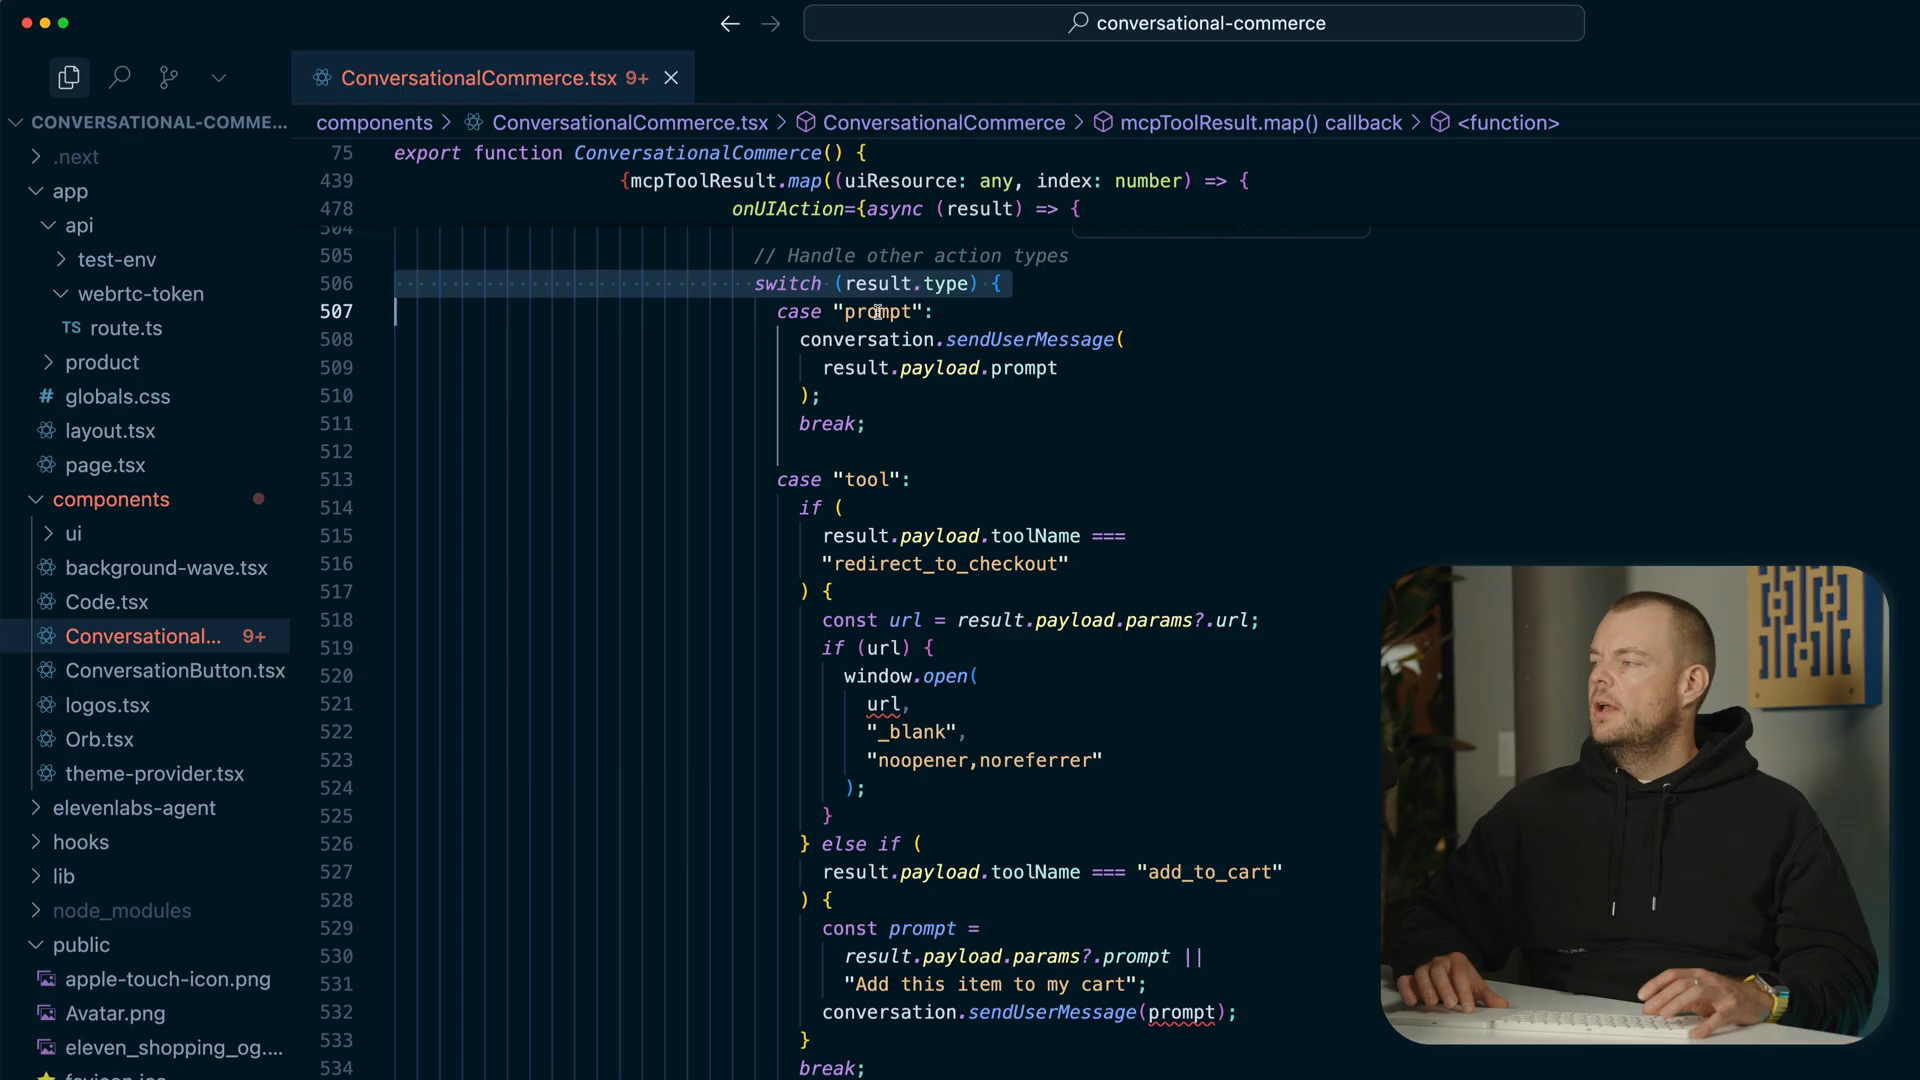 conversational-commerce
ConversationalCommerce.tsx 9+
CONVERSATIONAL-COMME...
components > ConversationalCommerce.tsx > ConversationalCommerce > mcpToolResult.map() callback > <function>
.next
app
api
test-env
webrtc-token
TS route.ts
product
# globals.css
layout.tsx
page.tsx
components
ui
background-wave.tsx
Code.tsx
Conversational... 9+
ConversationButton.tsx
logos.tsx
Orb.tsx
theme-provider.tsx
elevenlabs-agent
hooks
lib
node_modules
public
apple-touch-icon.png
Avatar.png
eleven_shopping_og....
75 export function ConversationalCommerce() {
439 {mcpToolResult.map((uiResource: any, index: number) => {
478 onUIAction={async (result) => {
504
505 // Handle other action types
506 switch (result.type) {
507 case "prompt":
508 conversation.sendUserMessage(
509 result.payload.prompt
510 );
511 break;
512
513 case "tool":
514 if (
515 result.payload.toolName ===
516 "redirect_to_checkout"
517 ) {
518 const url = result.payload.params?.url;
519 if (url) {
520 window.open(
521 url,
522 "_blank",
523 "noopener,noreferrer"
524 );
525 }
526 } else if (
527 result.payload.toolName === "add_to_cart"
528 ) {
529 const prompt =
530 result.payload.params?.prompt ||
531 "Add this item to my cart";
532 conversation.sendUserMessage(prompt);
533 }
534 break;